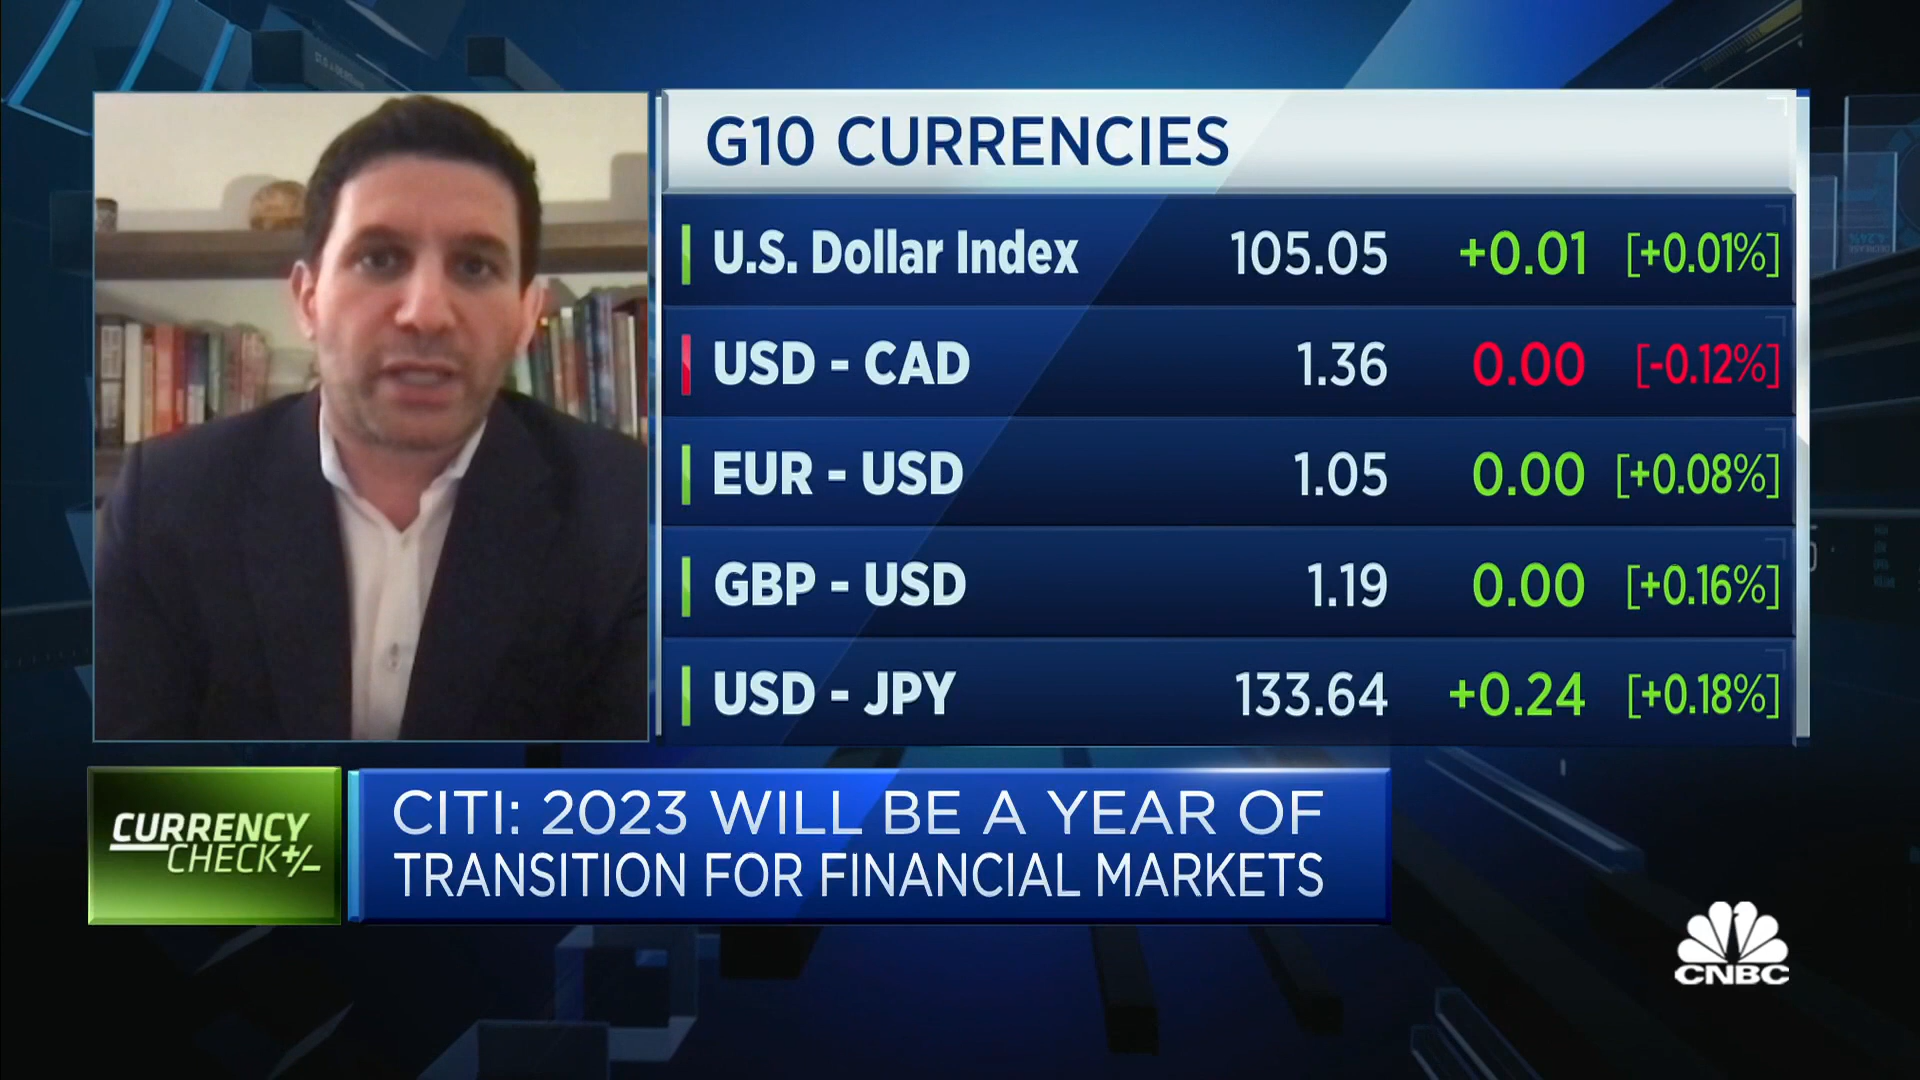 G10 CURRENCIES
U.S. Dollar Index 105.05 +0.01 [+0.01%]
USD - CAD 1.36 0.00 [-0.12%]
EUR - USD 1.05 0.00 [+0.08%]
GBP - USD 1.19 0.00 [+0.16%]
USD - JPY 133.64 +0.24 [+0.18%]
CURRENCY
CHECK +/-
CITI: 2023 WILL BE A YEAR OF
TRANSITION FOR FINANCIAL MARKETS
CNBC